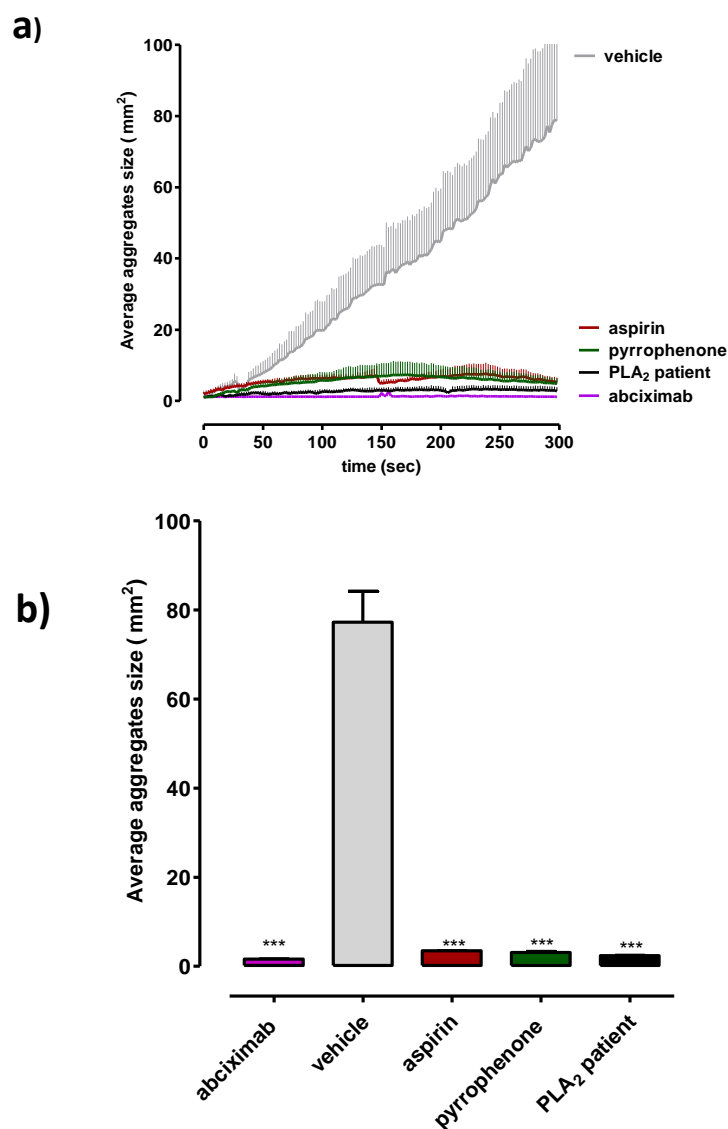 a)
Average aggregates size ( mm²)
100
80
60
40
20
0
0 50 100 150 200 250 300
time (sec)
vehicle
aspirin
pyrrophenone
PLA₂ patient
abciximab
b)
Average aggregates size ( mm²)
100
80
60
40
20
0
*** *** *** ***
abciximab
vehicle
aspirin
pyrrophenone
PLA₂ patient